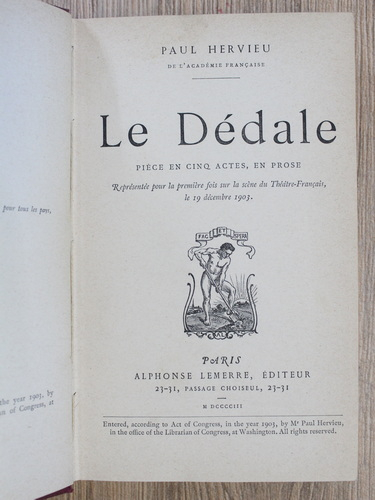 PAUL HERVIEU
DE L'ACADÉMIE FRANÇAISE
Le Dédale
PIÈCE EN CINQ ACTES, EN PROSE
Représentée pour la première fois sur la scène du Théâtre-Français,
le 19 décembre 1903.
FAC ET SPERA
AL
PARIS
ALPHONSE LEMERRE, ÉDITEUR
23-31, PASSAGE CHOISEUL, 23-31
M DCCCCIII
Entered, according to Act of Congress, in the year 1903, by Mr Paul Hervieu,
in the office of the Librarian of Congress, at Washington. All rights reserved.
pour tous les pays,
the year 1903, by
an of Congress, at